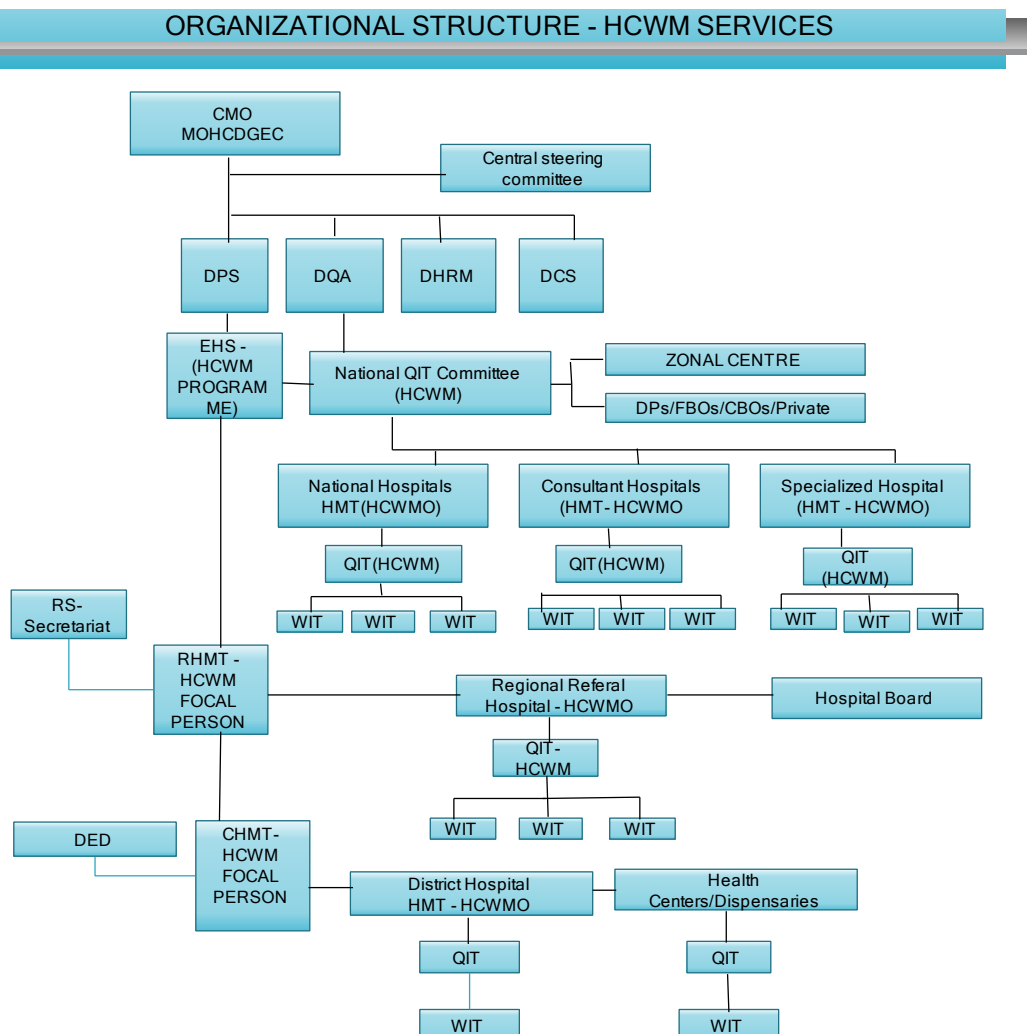 ORGANIZATIONAL STRUCTURE - HCWM SERVICES
CMO
MOHCDGEC
Central steering
committee
DPS
DQA
DHRM
DCS
EHS -
(HCWM
PROGRAM
ME)
National QIT Committee
(HCWM)
ZONAL CENTRE
DPs/FBOs/CBOs/Private
National Hospitals
HMT(HCWMO)
Consultant Hospitals
(HMT- HCWMO
Specialized Hospital
(HMT - HCWMO)
QIT(HCWM)
QIT(HCWM)
QIT
(HCWM)
WIT
WIT
WIT
WIT
WIT
WIT
WIT
WIT
WIT
RS-
Secretariat
RHMT -
HCWM
FOCAL
PERSON
Regional Referal
Hospital - HCWMO
Hospital Board
QIT-
HCWM
WIT
WIT
WIT
DED
CHMT-
HCWM
FOCAL
PERSON
District Hospital
HMT - HCWMO
Health
Centers/Dispensaries
QIT
QIT
WIT
WIT